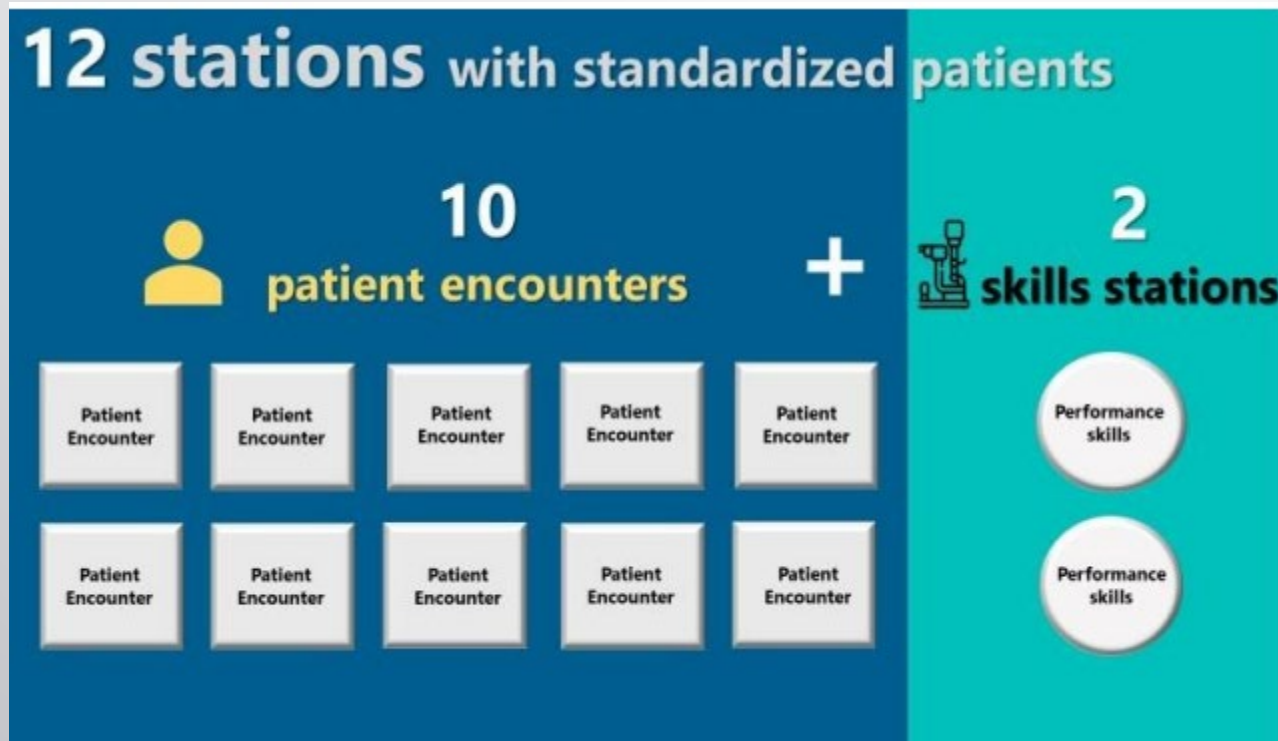 12 stations with standardized patients
10
patient encounters
+
2
skills stations
Patient
Encounter
Patient
Encounter
Patient
Encounter
Patient
Encounter
Patient
Encounter
Performance
skills
Patient
Encounter
Patient
Encounter
Patient
Encounter
Patient
Encounter
Patient
Encounter
Performance
skills